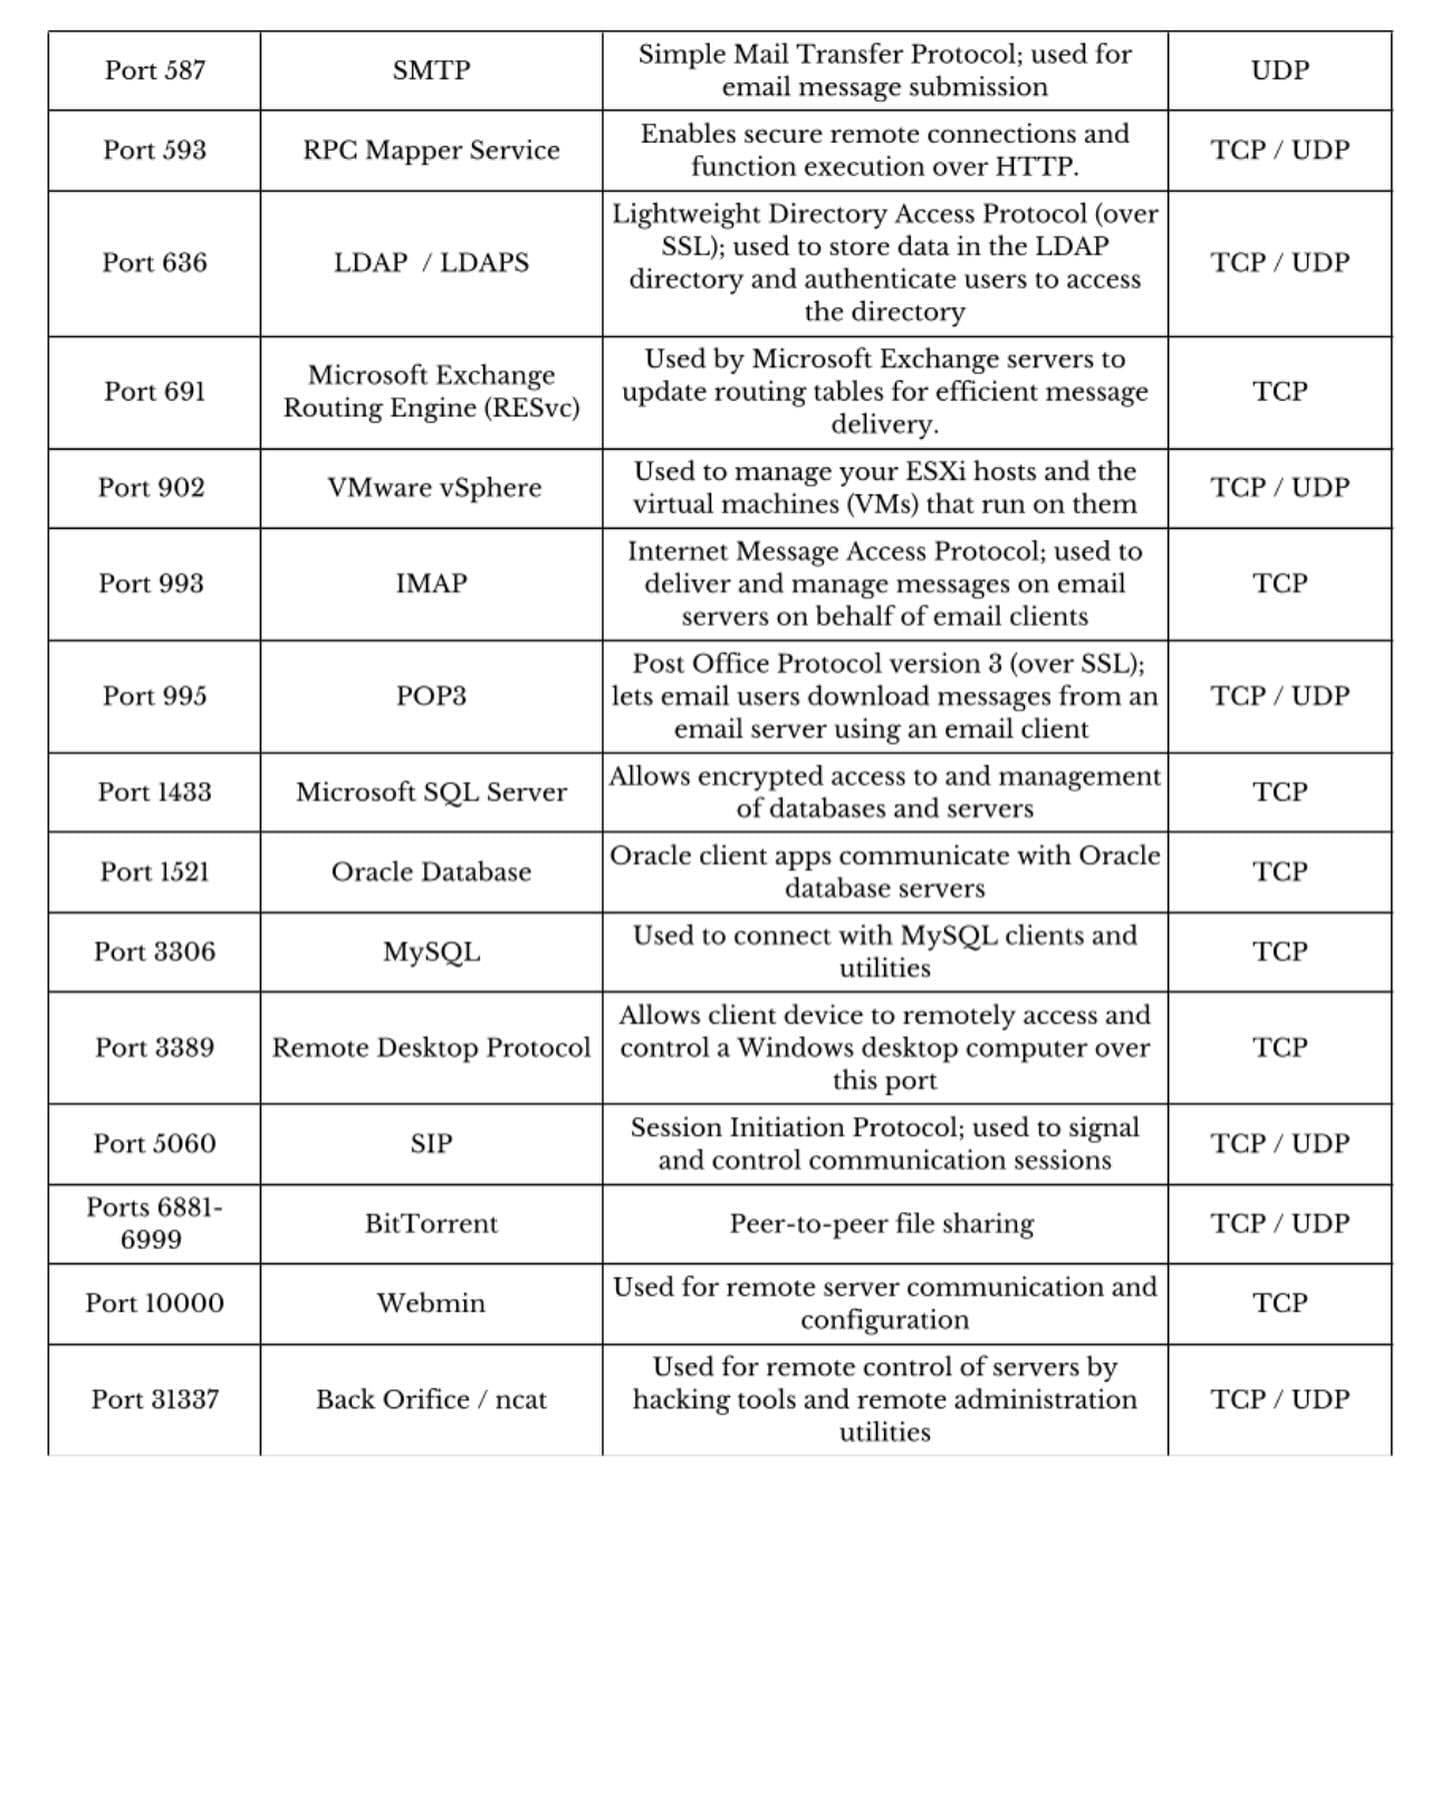 Port 587
SMTP
Simple Mail Transfer Protocol; used for
email message submission
UDP
Port 593
RPC Mapper Service
Enables secure remote connections and
function execution over HTTP.
TCP / UDP
Port 636
LDAP / LDAPS
Lightweight Directory Access Protocol (over
SSL); used to store data in the LDAP
directory and authenticate users to access
the directory
TCP / UDP
Port 691
Microsoft Exchange
Routing Engine (RESvc)
Used by Microsoft Exchange servers to
update routing tables for efficient message
delivery.
TCP
Port 902
VMware vSphere
Used to manage your ESXi hosts and the
virtual machines (VMs) that run on them
TCP / UDP
Port 993
IMAP
Internet Message Access Protocol; used to
deliver and manage messages on email
servers on behalf of email clients
TCP
Port 995
POP3
Post Office Protocol version 3 (over SSL);
lets email users download messages from an
email server using an email client
TCP / UDP
Port 1433
Microsoft SQL Server
Allows encrypted access to and management
of databases and servers
TCP
Port 1521
Oracle Database
Oracle client apps communicate with Oracle
database servers
TCP
Port 3306
MySQL
Used to connect with MySQL clients and
utilities
TCP
Port 3389
Remote Desktop Protocol
Allows client device to remotely access and
control a Windows desktop computer over
this port
TCP
Port 5060
SIP
Session Initiation Protocol; used to signal
and control communication sessions
TCP / UDP
Ports 6881-
6999
BitTorrent
Peer-to-peer file sharing
TCP / UDP
Port 10000
Webmin
Used for remote server communication and
configuration
TCP
Port 31337
Back Orifice / ncat
Used for remote control of servers by
hacking tools and remote administration
utilities
TCP / UDP